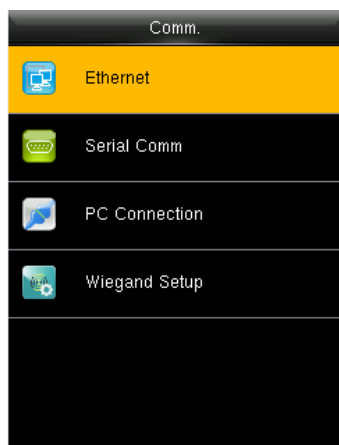 Comm.
Ethernet
Serial Comm
PC Connection
Wiegand Setup